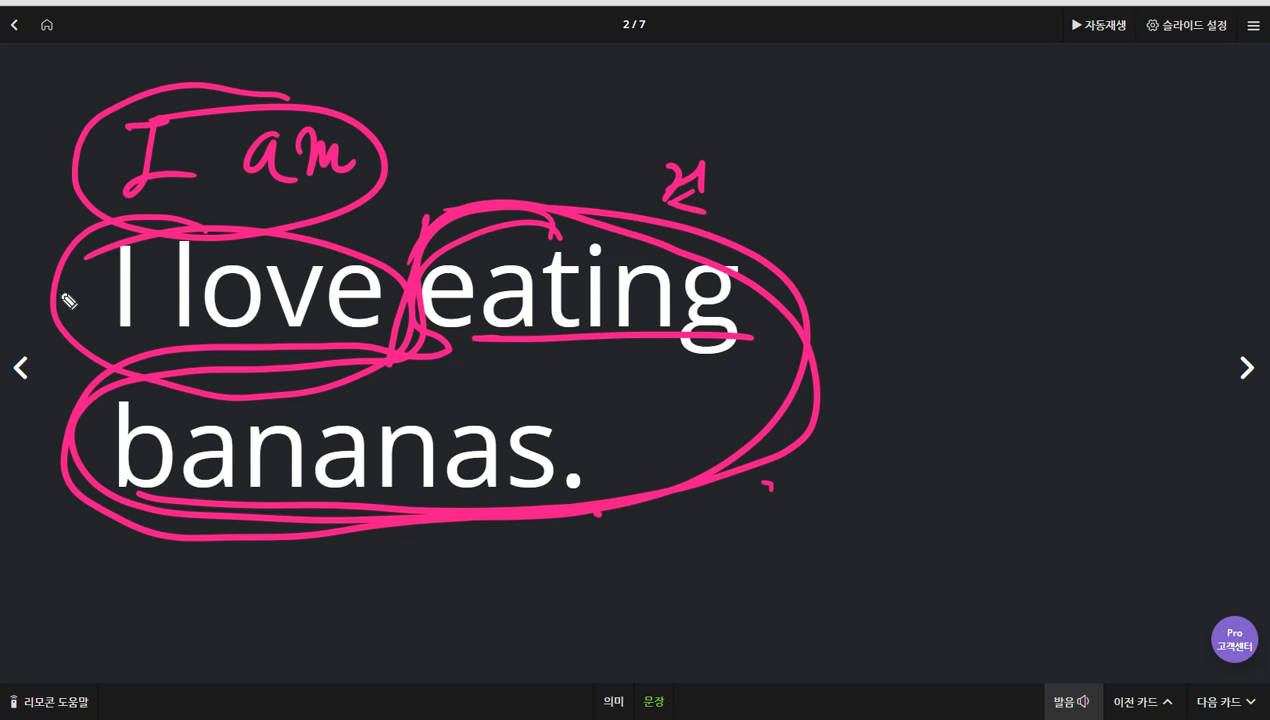 2 / 7
자동재생
슬라이드 설정
I am
것
I love eating
bananas.
Pro
고객센터
리모콘 도움말
의미
문장
발음
이전 카드
다음 카드